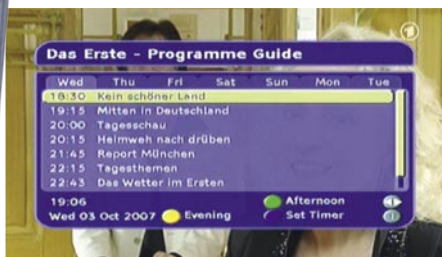 Das Erste - Programme Guide
Wed Thu Fri Sat Sun Mon Tue
18:30 Kein schöner Land
19:15 Mitten in Deutschland
20:00 Tagesschau
20:15 Heimweh nach drüben
21:45 Report München
22:15 Tagesthemen
22:43 Das Wetter im Ersten
19:06 Afternoon
Wed 03 Oct 2007 Evening Set Timer